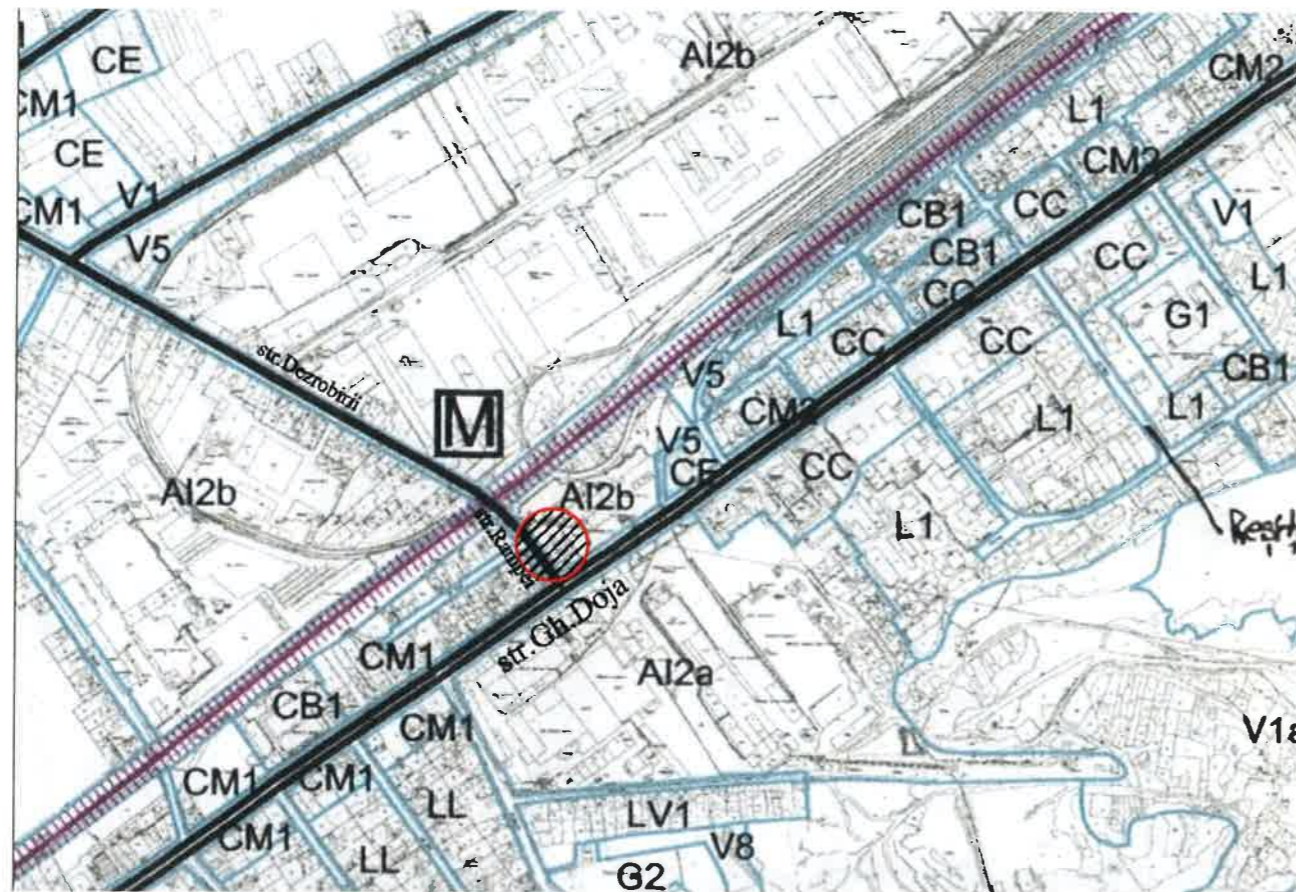 CE
AI2b
CM1
CM2
L1
CE
CM2
CM1
V1
CB1
CC
V1
V5
CB1
CC
L1
CC
L1
CC
CC
G1
str.Dezrobirii
V5
CB1
CM2
L1
L1
M
V5
AI2b
CE
CC
AI2b
L1
str.Rampei
str.Gh.Doja
CM1
AI2a
CB1
CM1
V1a
CM1
CM1
LL
LV1
CM1
V8
LL
G2